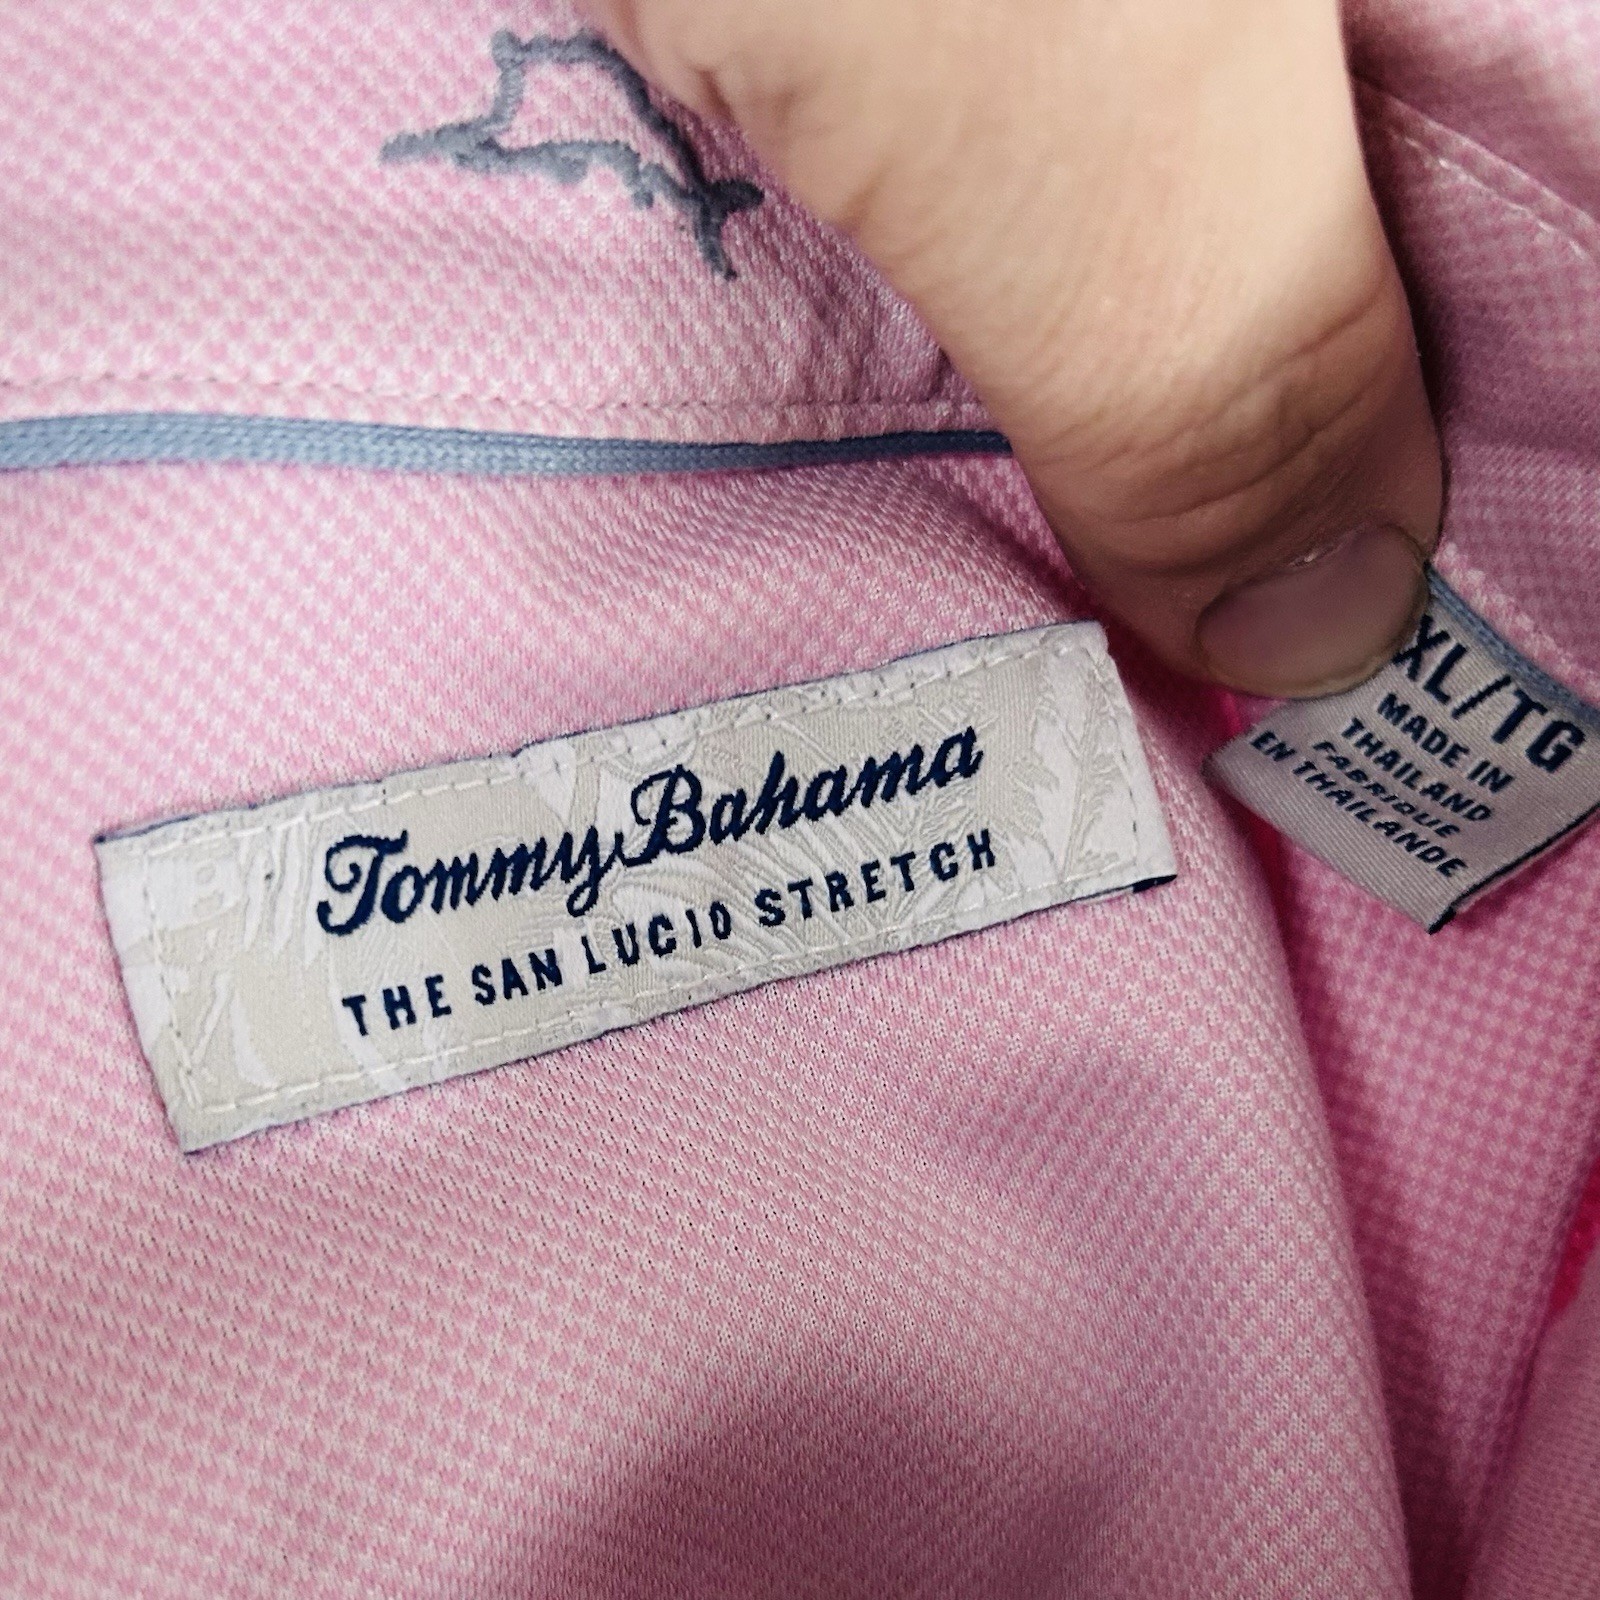 Tommy Bahama
THE SAN LUCIO STRETCH
XL/TG
MADE IN
THAILAND
FABRIQUE
EN THAILANDE